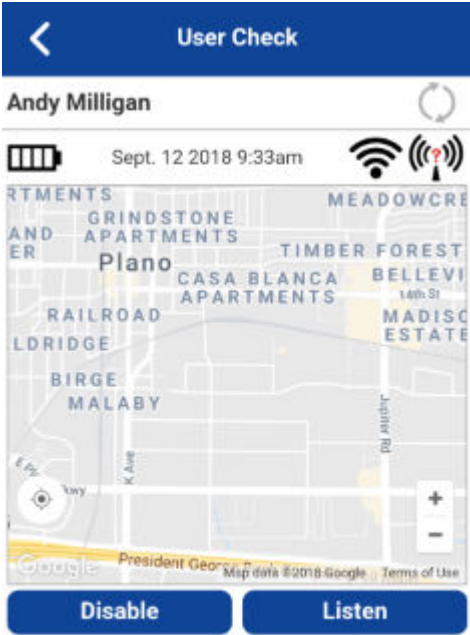 User Check
Andy Milligan
Sept. 12 2018 9:33am
RTMENTS
MEADOWCRE
GRINDSTONE
APARTMENTS
AND
ER
TIMBER FOREST
Plano
CASA BLANCA
APARTMENTS
BELLEVI
14th St
RAILROAD
MADISO
ESTATE
LDRIDGE
BIRGE
MALABY
Jupiter Rd
K Ave
+
-
Google
President George
Map data ©2018 Google
Terms of Use
Disable
Listen